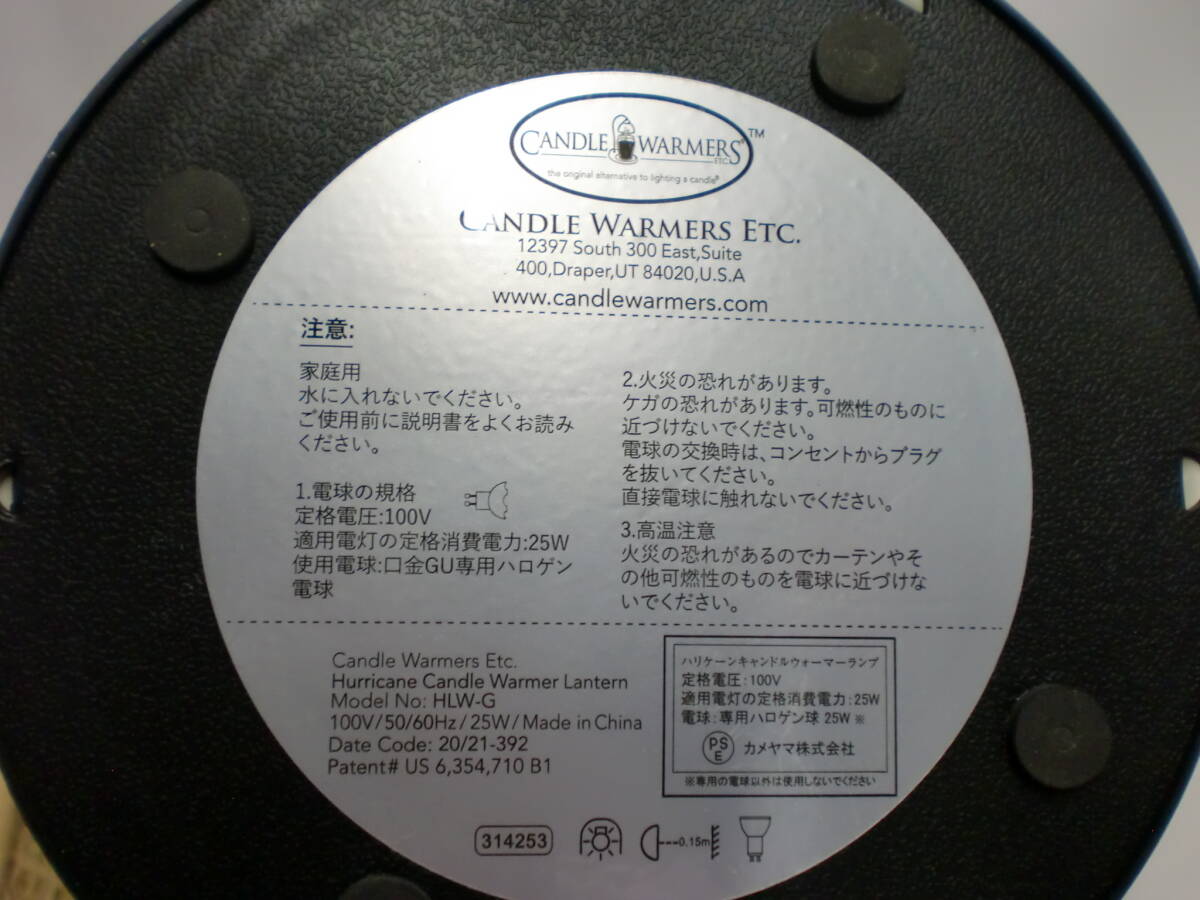 CANDLE WARMERS ETC. TM
the original alternative to lighting a candle®
CANDLE WARMERS ETC.
12397 South 300 East,Suite
400,Draper,UT 84020,U.S.A
www.candlewarmers.com
注意:
家庭用
水に入れないでください。
ご使用前に説明書をよくお読み
ください。
1.電球の規格
定格電圧:100V
適用電灯の定格消費電力:25W
使用電球:口金GU専用ハロゲン
電球
2.火災の恐れがあります。
ケガの恐れがあります。可燃性のものに
近づけないでください。
電球の交換時は、コンセントからプラグ
を抜いてください。
直接電球に触れないでください。
3.高温注意
火災の恐れがあるのでカーテンやそ
の他可燃性のものを電球に近づけな
いでください。
Candle Warmers Etc.
Hurricane Candle Warmer Lantern
Model No: HLW-G
100V/50/60Hz/25W/Made in China
Date Code: 20/21-392
Patent# US 6,354,710 B1
ハリケーンキャンドルウォーマーランプ
定格電圧:100V
適用電灯の定格消費電力:25W
電球:専用ハロゲン球 25W ※
PSE カメヤマ株式会社
※専用の電球以外は使用しないでください
314253
0.15m